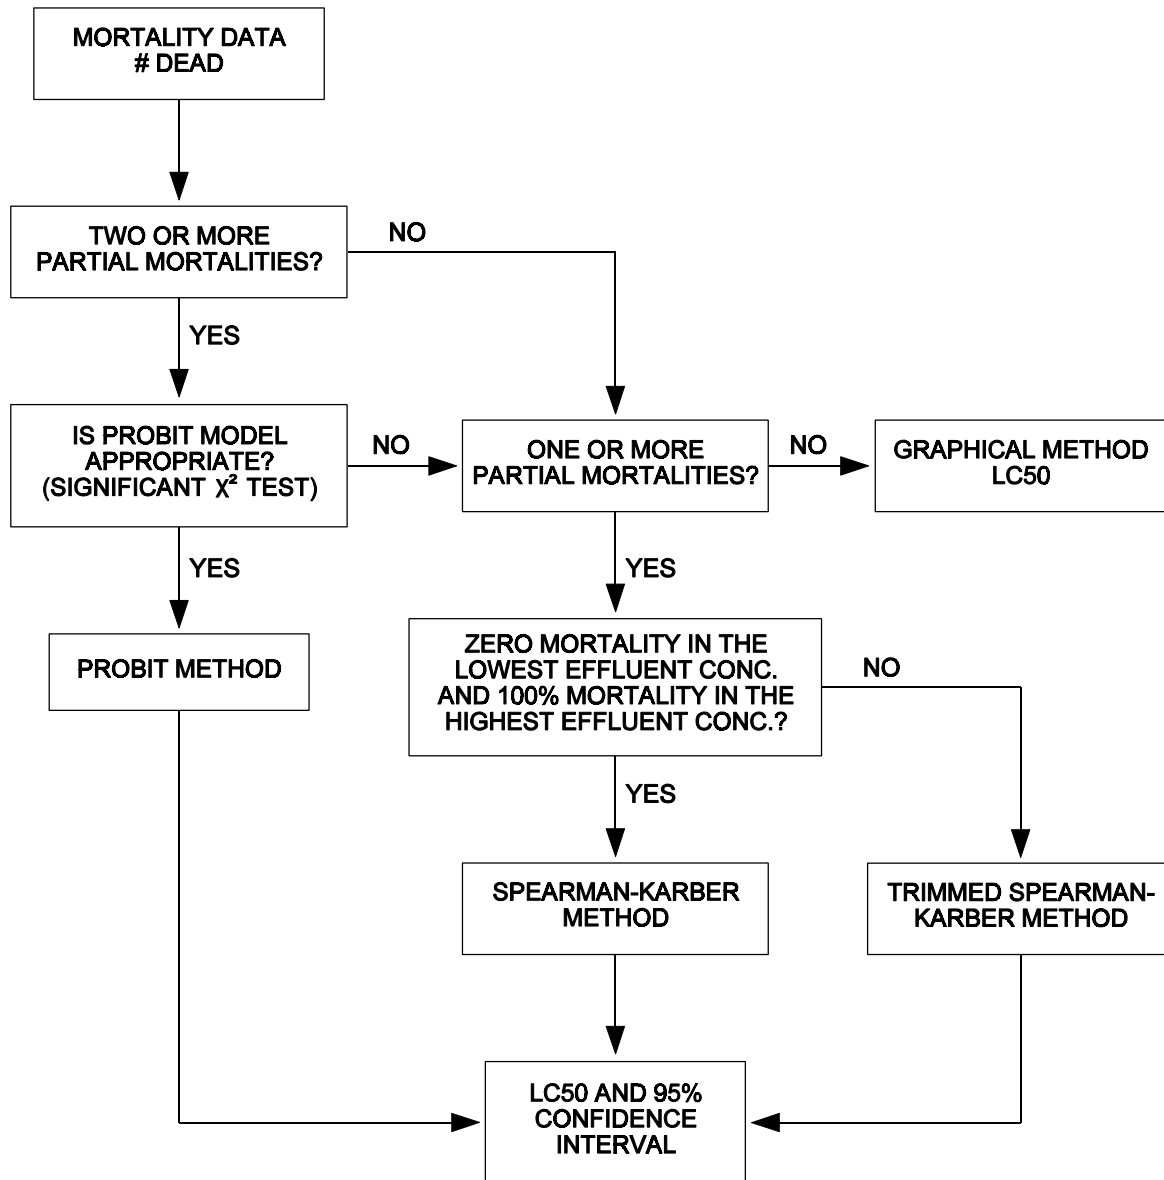 MORTALITY DATA
# DEAD
TWO OR MORE
PARTIAL MORTALITIES?
NO
YES
IS PROBIT MODEL
APPROPRIATE?
(SIGNIFICANT χ² TEST)
NO
ONE OR MORE
PARTIAL MORTALITIES?
NO
GRAPHICAL METHOD
LC50
YES
YES
PROBIT METHOD
ZERO MORTALITY IN THE
LOWEST EFFLUENT CONC.
AND 100% MORTALITY IN THE
HIGHEST EFFLUENT CONC.?
NO
YES
SPEARMAN-KARBER
METHOD
TRIMMED SPEARMAN-
KARBER METHOD
LC50 AND 95%
CONFIDENCE
INTERVAL